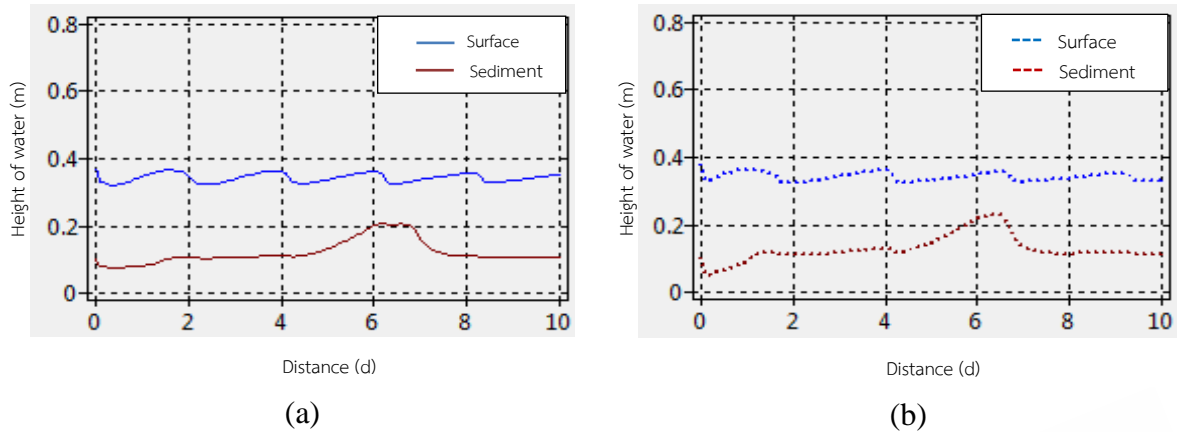 0.8
0.6
0.4
0.2
0
0 2 4 6 8 10
Height of water (m)
Distance (d)
Surface
Sediment
(a)
0.8
0.6
0.4
0.2
0
0 2 4 6 8 10
Height of water (m)
Distance (d)
Surface
Sediment
(b)